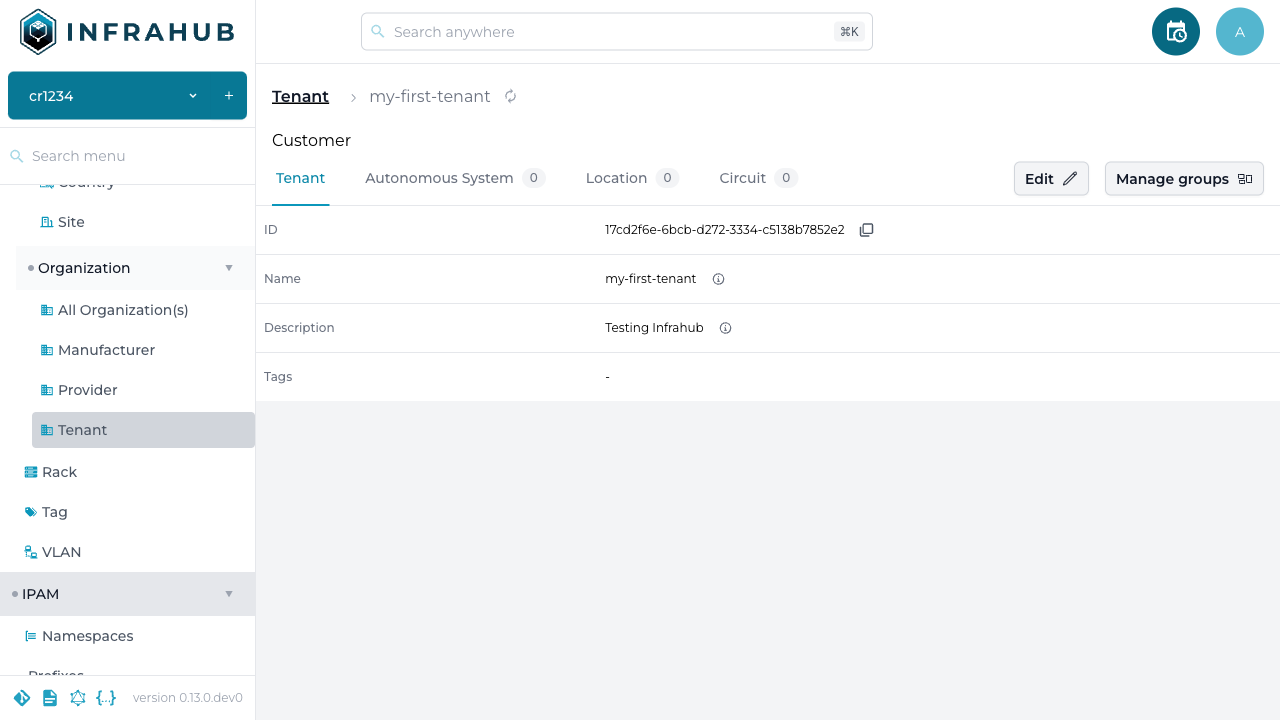 INFRAHUB
Search anywhere
⌘K
A
cr1234
+
Search menu
Country
Site
Organization
All Organization(s)
Manufacturer
Provider
Tenant
Rack
Tag
VLAN
IPAM
Namespaces
Prefixes
{...}
version 0.13.0.dev0
Tenant > my-first-tenant
Customer
Tenant
Autonomous System 0
Location 0
Circuit 0
Edit
Manage groups
ID 17cd2f6e-6bcb-d272-3334-c5138b7852e2
Name my-first-tenant
Description Testing Infrahub
Tags -